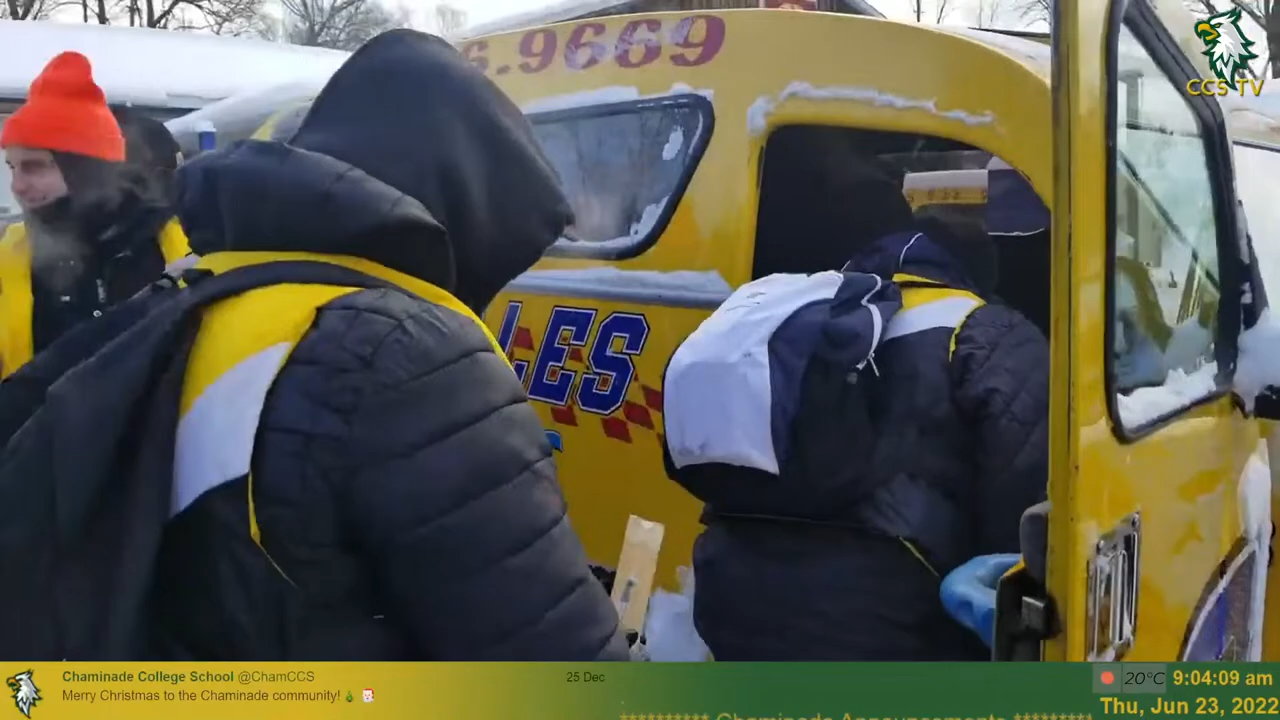 6.9669
LES
CCS TV
Chaminade College School @ChamCCS
25 Dec
Merry Christmas to the Chaminade community!
20°C
9:04:09 am
Thu, Jun 23, 2022
********** Chaminade Announcements **********